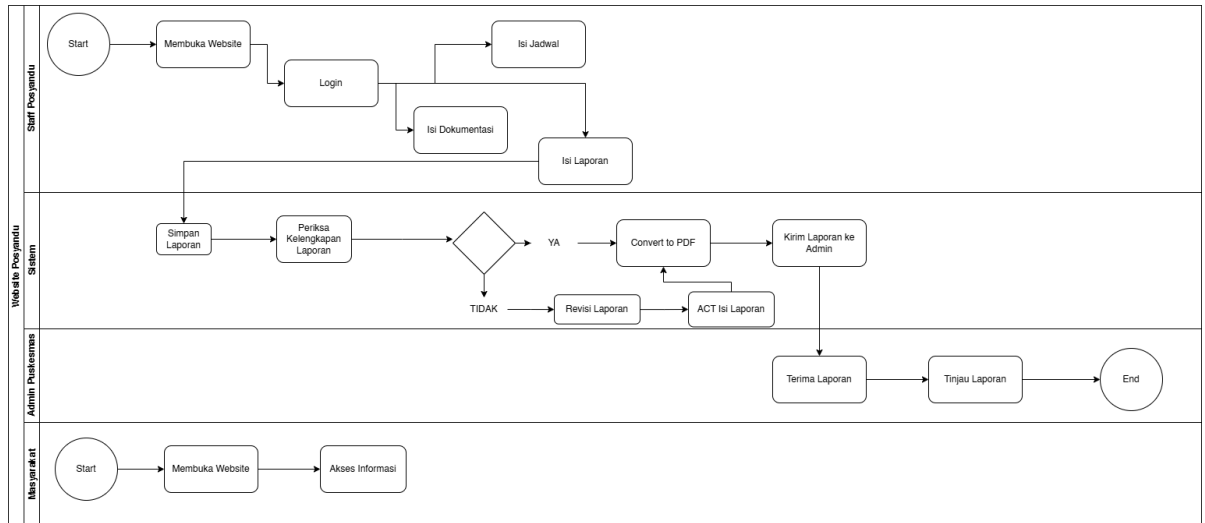 Website Posyandu
Staff Posyandu
Start
Membuka Website
Login
Isi Jadwal
Isi Dokumentasi
Isi Laporan
Sistem
Simpan
Laporan
Periksa
Kelengkapan
Laporan
YA
Convert to PDF
Kirim Laporan ke
Admin
TIDAK
Revisi Laporan
ACT Isi Laporan
Admin Puskesmas
Terima Laporan
Tinjau Laporan
End
Masyarakat
Start
Membuka Website
Akses Informasi